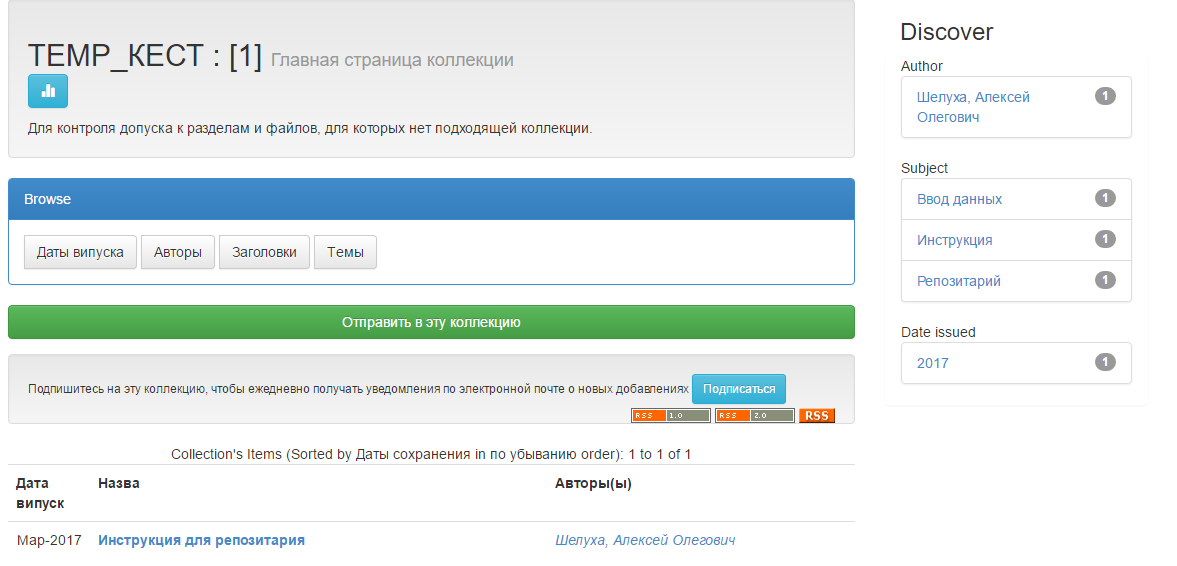 TEMP_КЕСТ : [1] Главная страница коллекции
Для контроля допуска к разделам и файлов, для которых нет подходящей коллекции.
Browse
Даты випуска Авторы Заголовки Темы
Отправить в эту коллекцию
Подпишитесь на эту коллекцию, чтобы ежедневно получать уведомления по электронной почте о новых добавлениях Подписаться
RSS 1.0 RSS 2.0 RSS
Collection's Items (Sorted by Даты сохранения in по убыванию order): 1 to 1 of 1
Дата Назва Авторы(ы)
випуск
Мар-2017 Инструкция для репозитария Шелуха, Алексей Олегович
Discover
Author
Шелуха, Алексей 1
Олегович
Subject
Ввод данных 1
Инструкция 1
Репозитарий 1
Date issued
2017 1